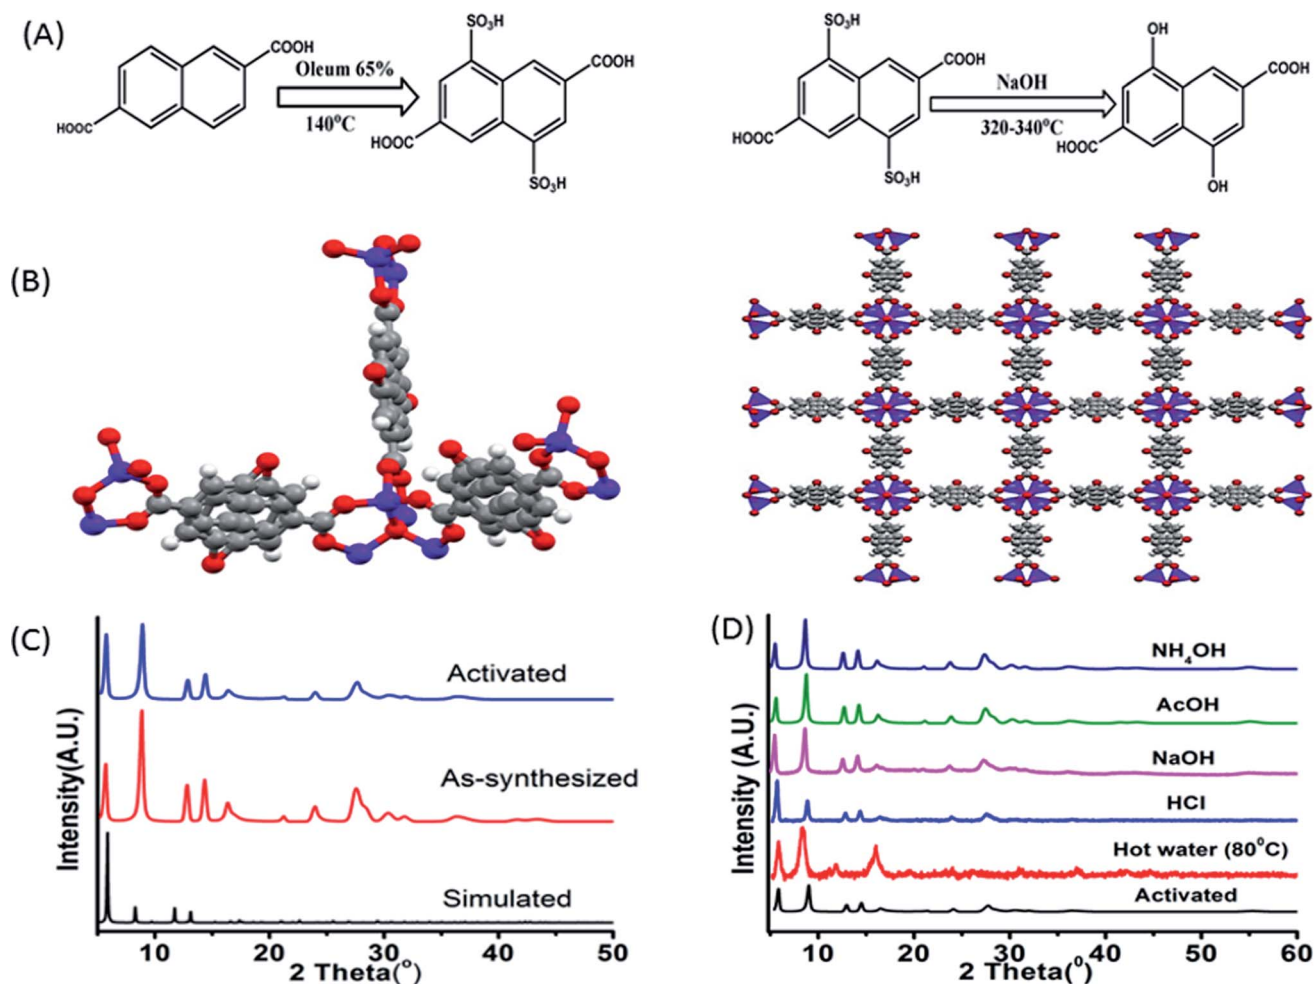 (A)
COOH
HOOC
Oleum 65%
140°C
SO₃H
COOH
HOOC
SO₃H
SO₃H
COOH
HOOC
SO₃H
NaOH
320-340°C
OH
COOH
HOOC
OH
(B)
(C)
Activated
As-synthesized
Simulated
Intensity(A.U.)
10 20 30 40 50
2 Theta(°)
(D)
NH₄OH
AcOH
NaOH
HCl
Hot water (80⁰C)
Activated
Intensity (A.U.)
10 20 30 40 50 60
2 Theta(⁰)